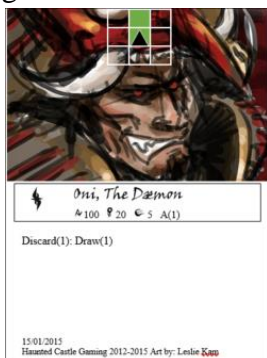 Oni, The Dæmon
100 20 5 A(1)
Discard(1): Draw(1)
15/01/2015
Haunted Castle Gaming 2012-2015 Art by: Leslie Kam